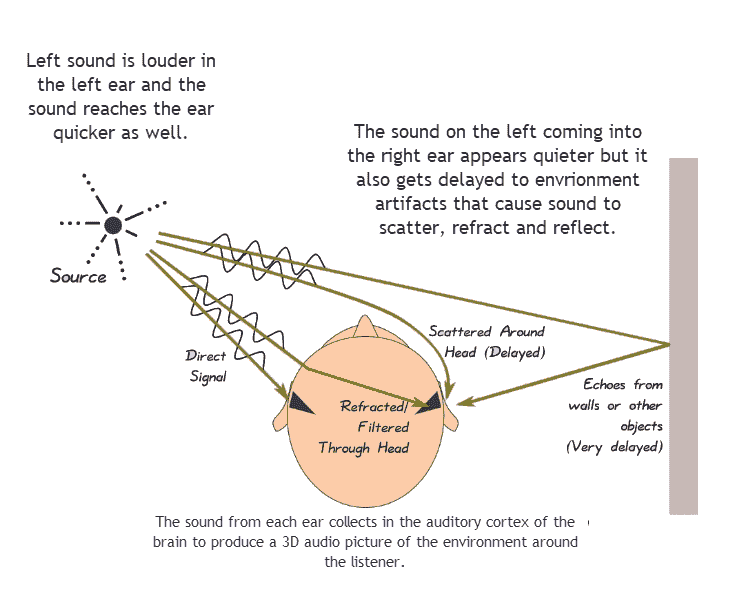 Left sound is louder in
the left ear and the
sound reaches the ear
quicker as well.
The sound on the left coming into
the right ear appears quieter but it
also gets delayed to envrionment
artifacts that cause sound to
scatter, refract and reflect.
Source
Direct
Signal
Scattered Around
Head (Delayed)
Refracted/
Filtered
Through Head
Echoes from
walls or other
objects
(Very delayed)
The sound from each ear collects in the auditory cortex of the
brain to produce a 3D audio picture of the environment around
the listener.